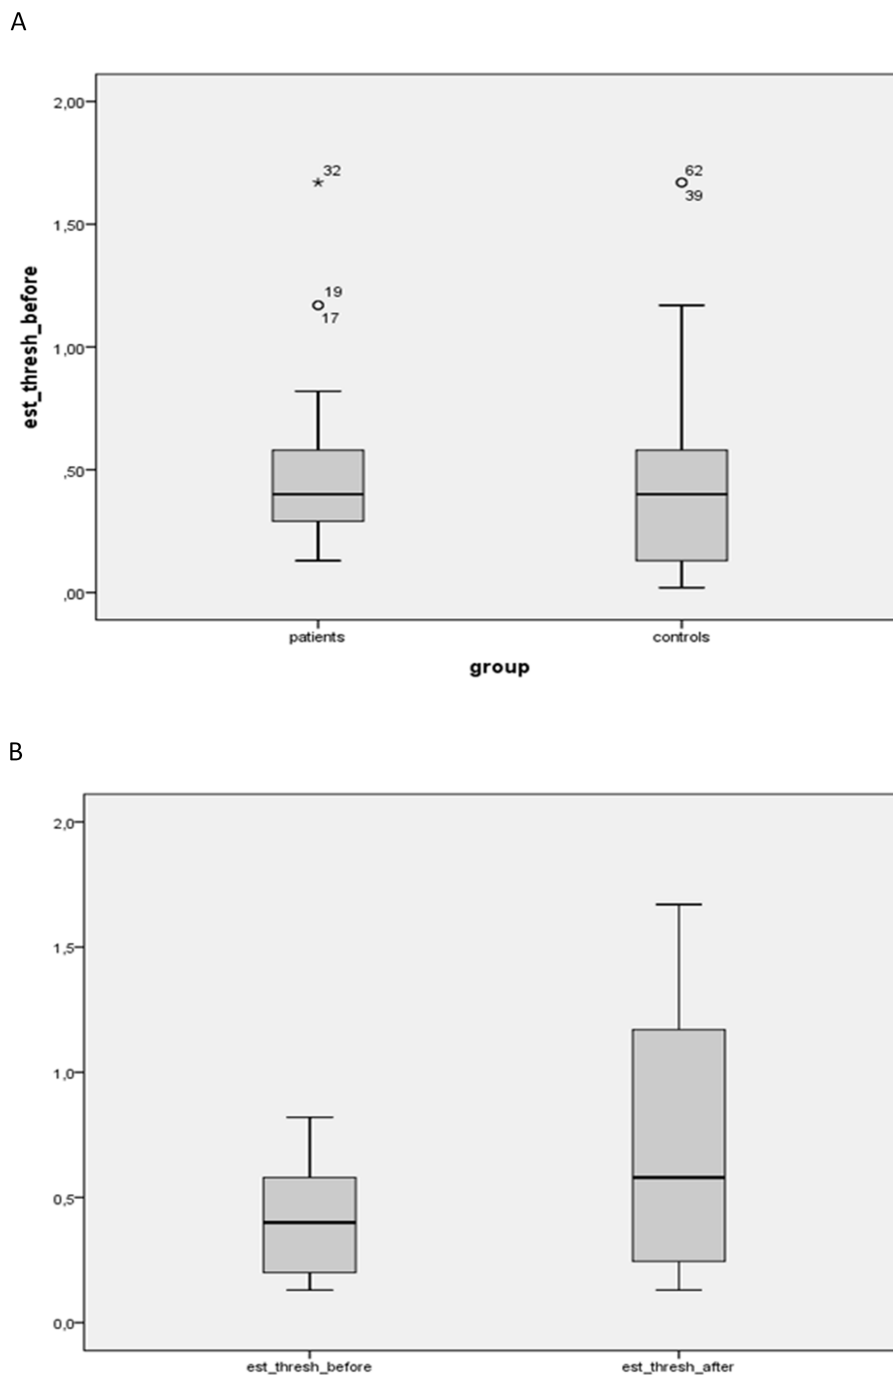 A
2,00
32
62
39
1,50
19
17
1,00
,50
,00
est_thresh_before
patients controls
group
B
2,0
1,5
1,0
0,5
0,0
est_thresh_before est_thresh_after